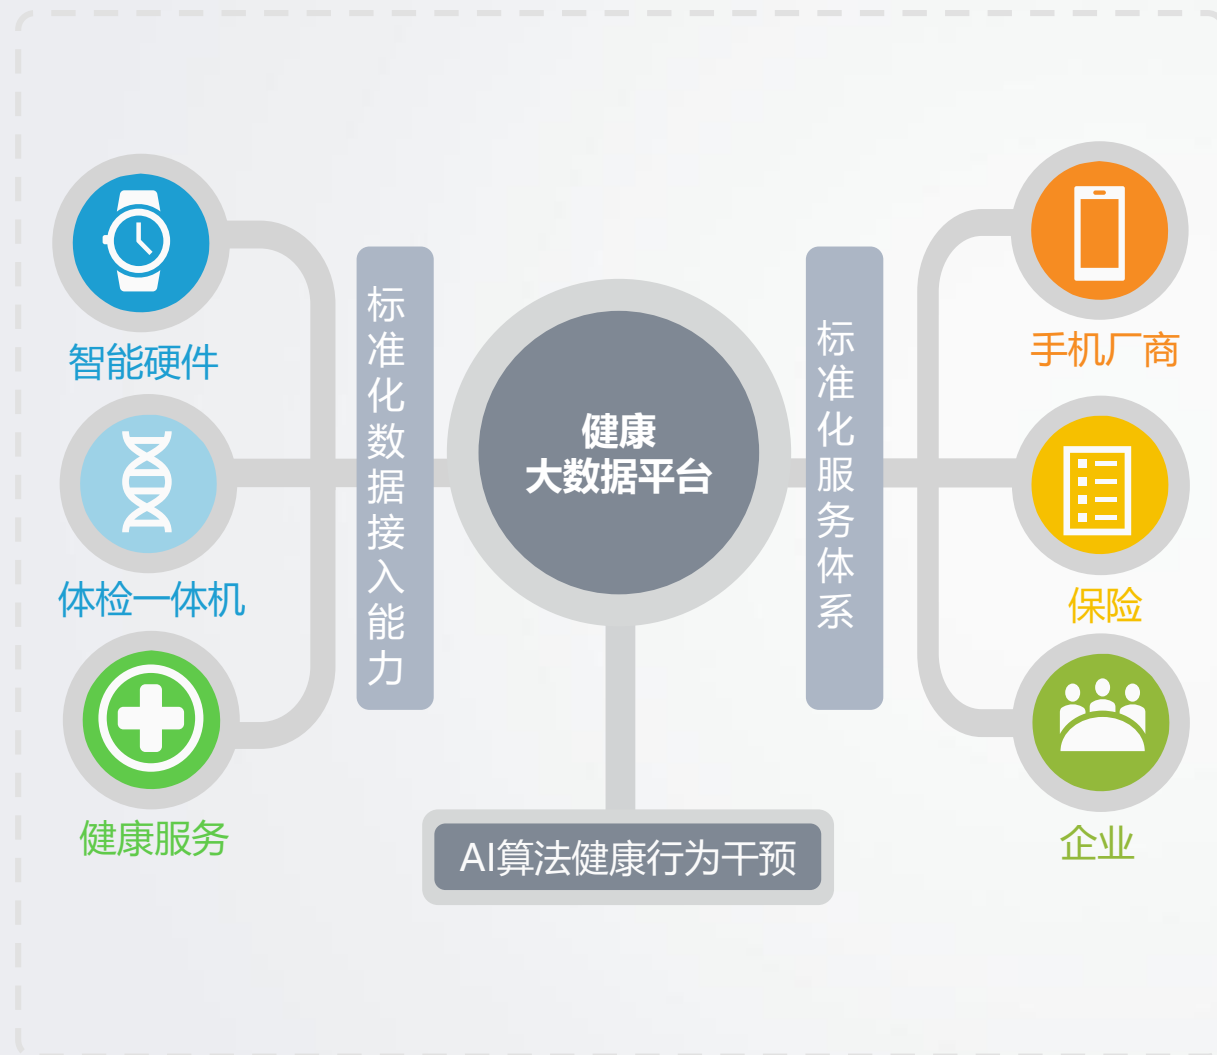 智能硬件
体检一体机
健康服务
标准化数据接入能力
健康
大数据平台
AI算法健康行为干预
标准化服务体系
手机厂商
保险
企业